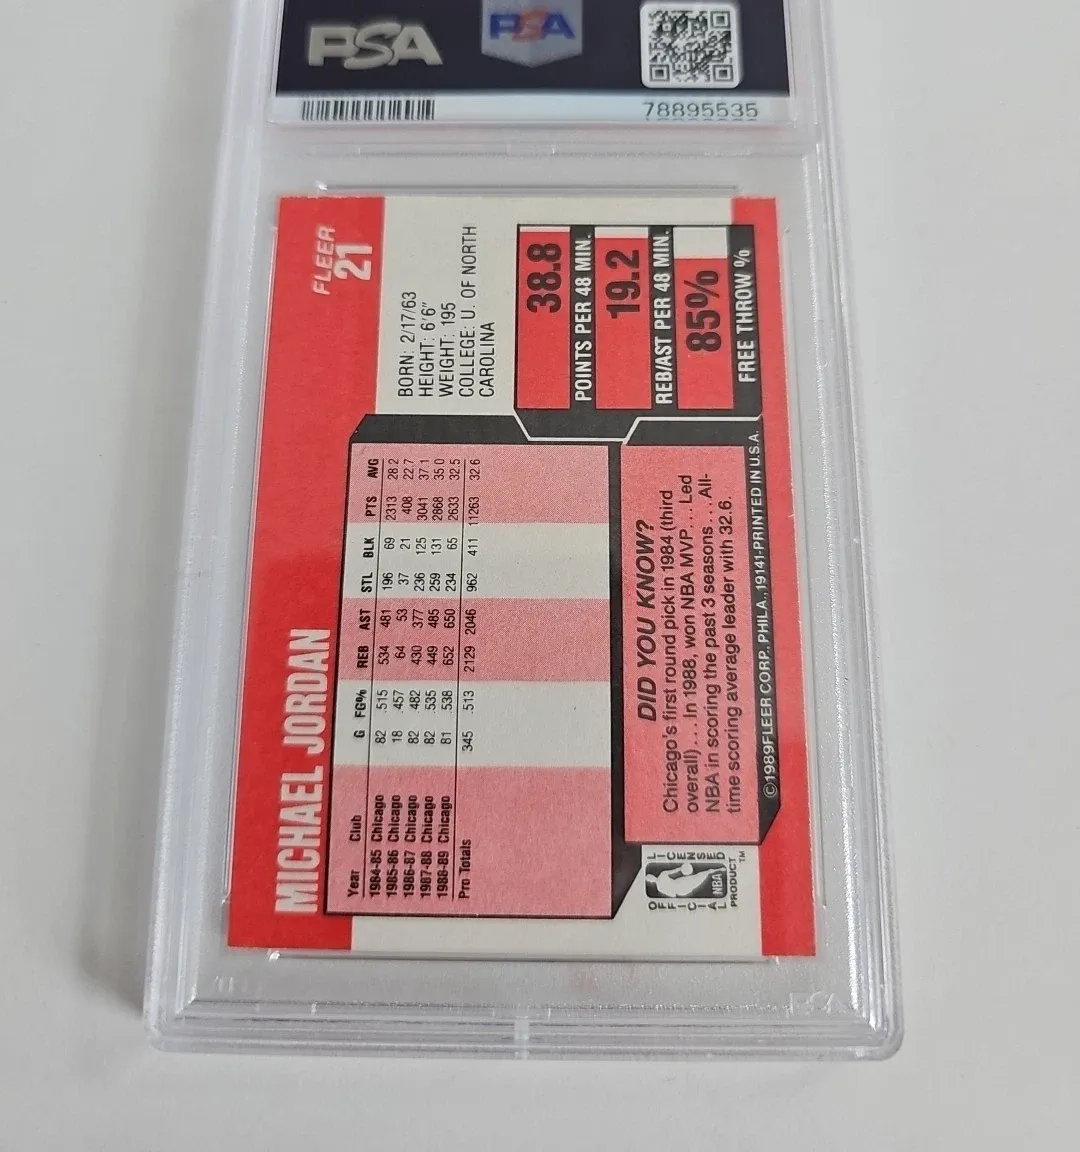 PSA
PSA
78895535
FLEER
21
MICHAEL JORDAN
BORN: 2/17/63
HEIGHT: 6'6"
WEIGHT: 195
COLLEGE: U. OF NORTH
CAROLINA
Year Club G FG% REB AST STL BLK PTS AVG
1984-85 Chicago 82 .515 534 481 196 69 2313 28.2
1985-86 Chicago 18 .457 64 53 37 21 408 22.7
1986-87 Chicago 82 .482 430 377 236 125 3041 37.1
1987-88 Chicago 82 .535 449 485 259 131 2868 35.0
1988-89 Chicago 81 .538 652 650 234 65 2633 32.5
Pro Totals 345 .513 2129 2046 962 411 11263 32.6
38.8
POINTS PER 48 MIN.
19.2
REB/AST PER 48 MIN.
85%
FREE THROW %
DID YOU KNOW?
Chicago's first round pick in 1984 (third
overall) . . . In 1988, won NBA MVP . . . Led
NBA in scoring the past 3 seasons . . . All-
time scoring average leader with 32.6.
©1989FLEER CORP., PHILA., 19141-PRINTED IN U.S.A.
OFFICIAL
LICENSED
NBA
PRODUCT™